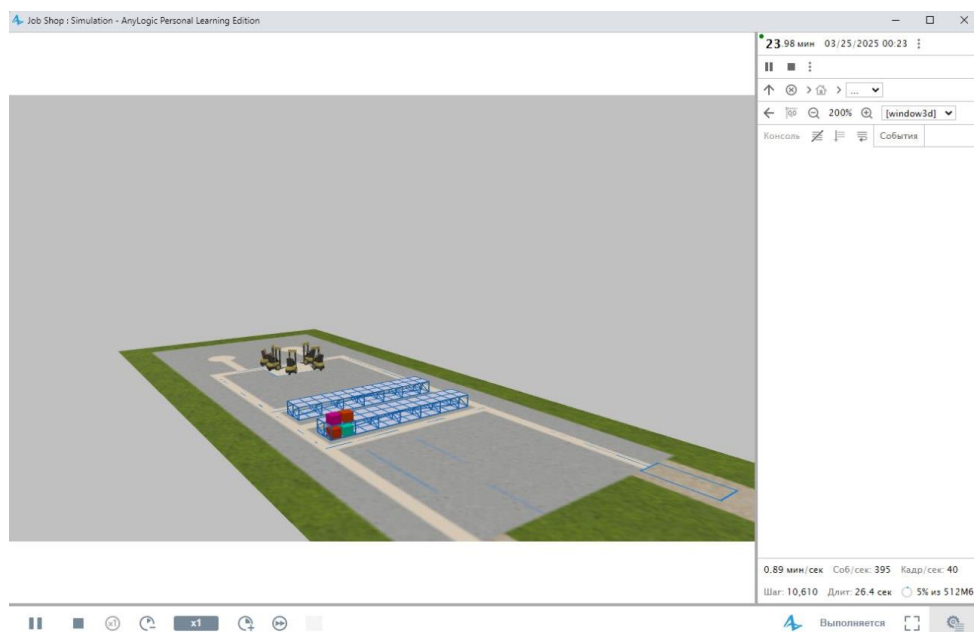 Job Shop : Simulation - AnyLogic Personal Learning Edition
23.98 мин 03/25/2025 00:23
...
200% [window3d]
Консоль События
0.89 мин/сек Соб/сек: 395 Кадр/сек: 40
Шаг: 10,610 Длит: 26.4 сек 5% из 512М6
x1 x1 Выполняется